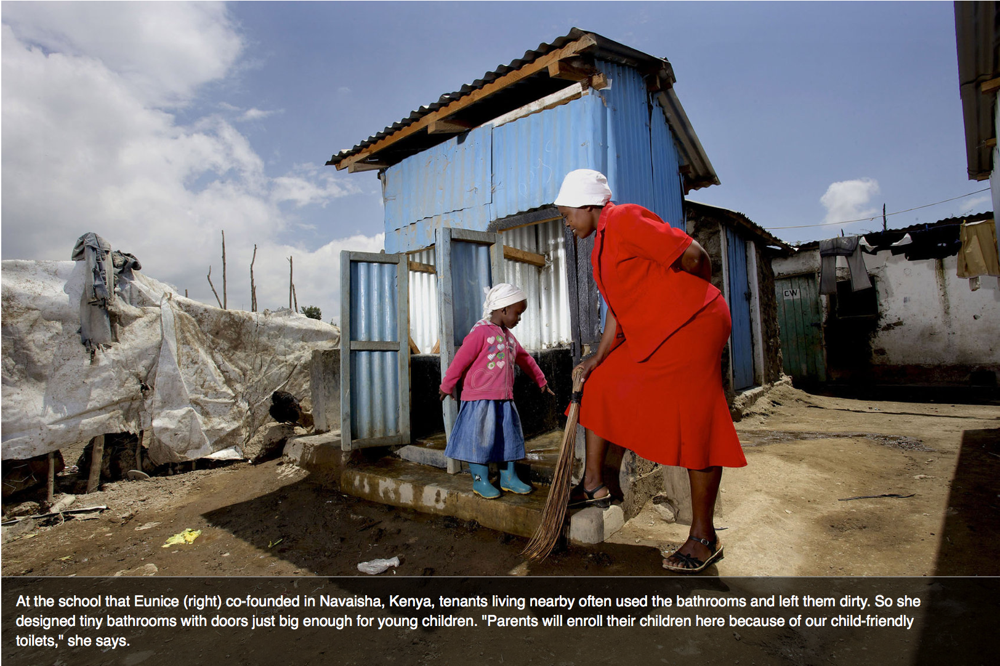 CW
At the school that Eunice (right) co-founded in Navaisha, Kenya, tenants living nearby often used the bathrooms and left them dirty. So she
designed tiny bathrooms with doors just big enough for young children. "Parents will enroll their children here because of our child-friendly
toilets," she says.